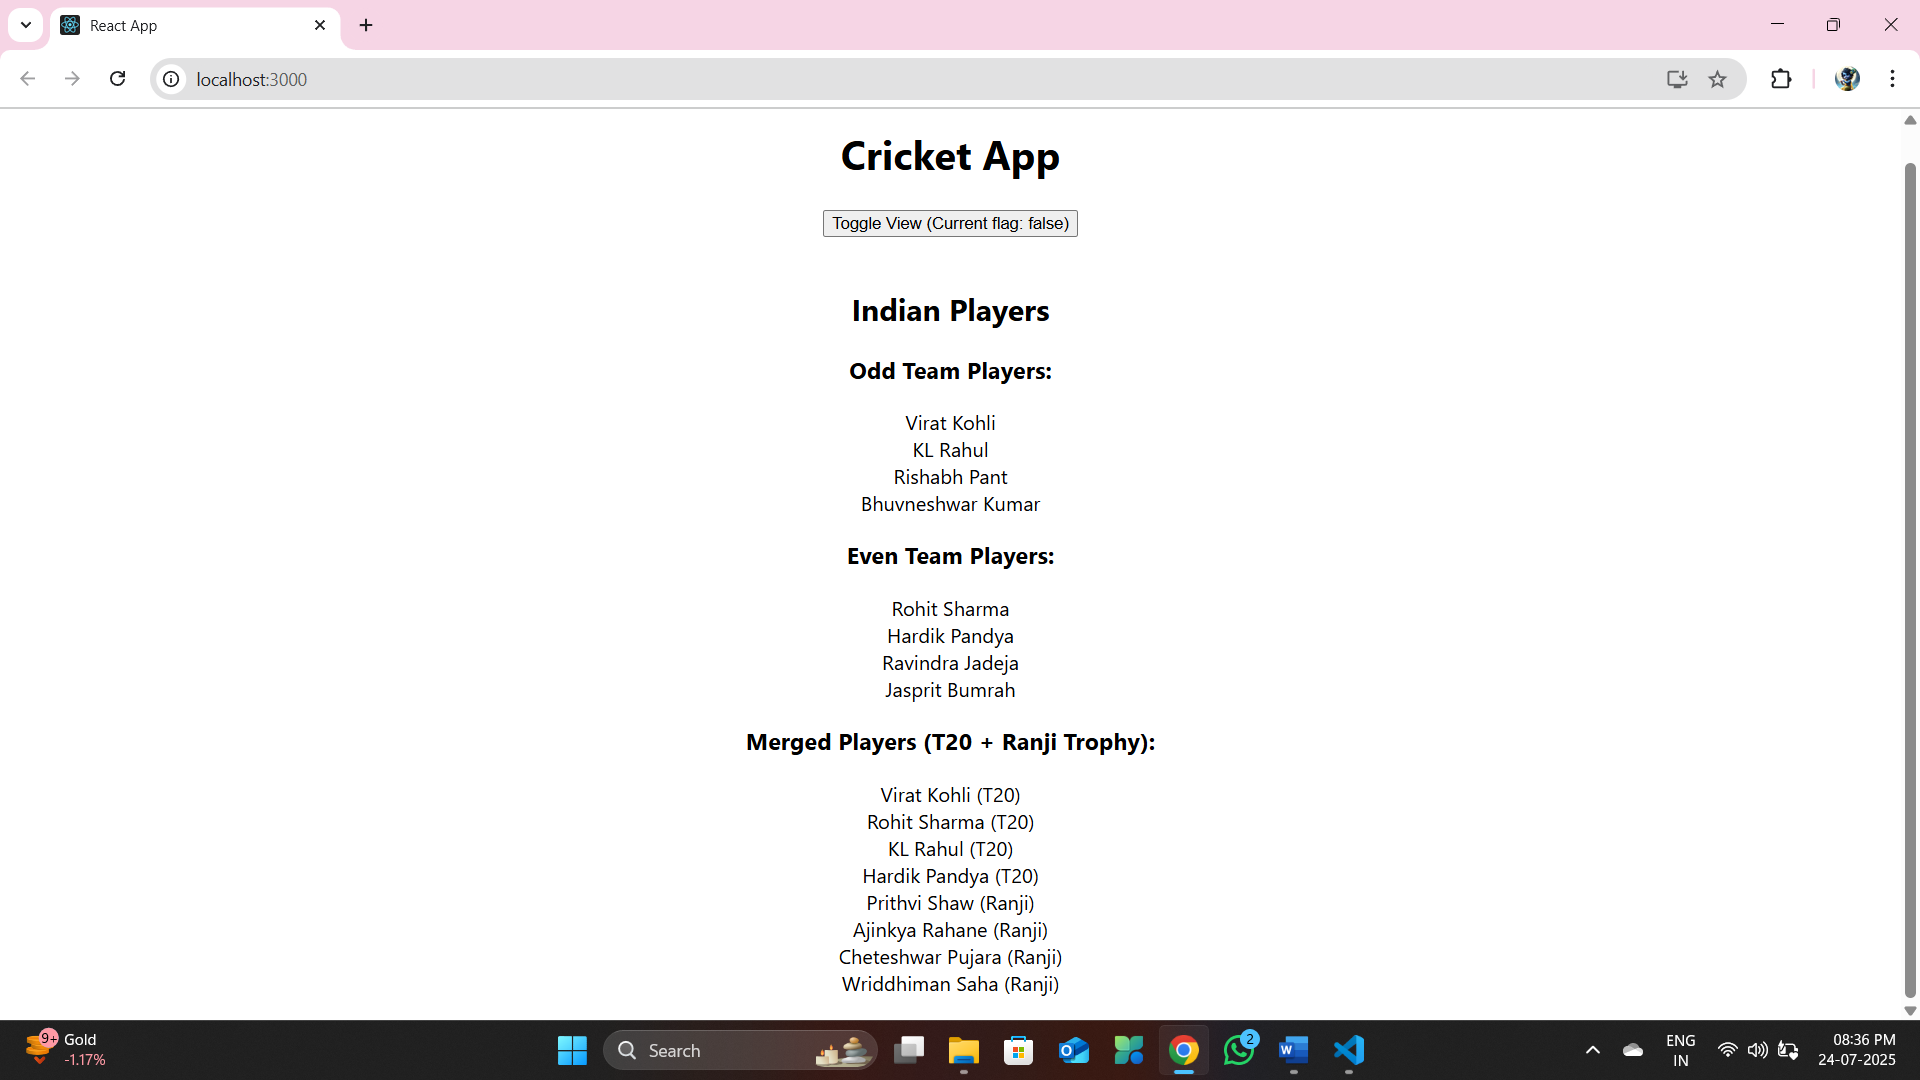 React App
localhost:3000
Cricket App
Toggle View (Current flag: false)
Indian Players
Odd Team Players:
Virat Kohli
KL Rahul
Rishabh Pant
Bhuvneshwar Kumar
Even Team Players:
Rohit Sharma
Hardik Pandya
Ravindra Jadeja
Jasprit Bumrah
Merged Players (T20 + Ranji Trophy):
Virat Kohli (T20)
Rohit Sharma (T20)
KL Rahul (T20)
Hardik Pandya (T20)
Prithvi Shaw (Ranji)
Ajinkya Rahane (Ranji)
Cheteshwar Pujara (Ranji)
Wriddhiman Saha (Ranji)
9+ Gold
-1.17%
Search
2
ENG
IN
08:36 PM
24-07-2025